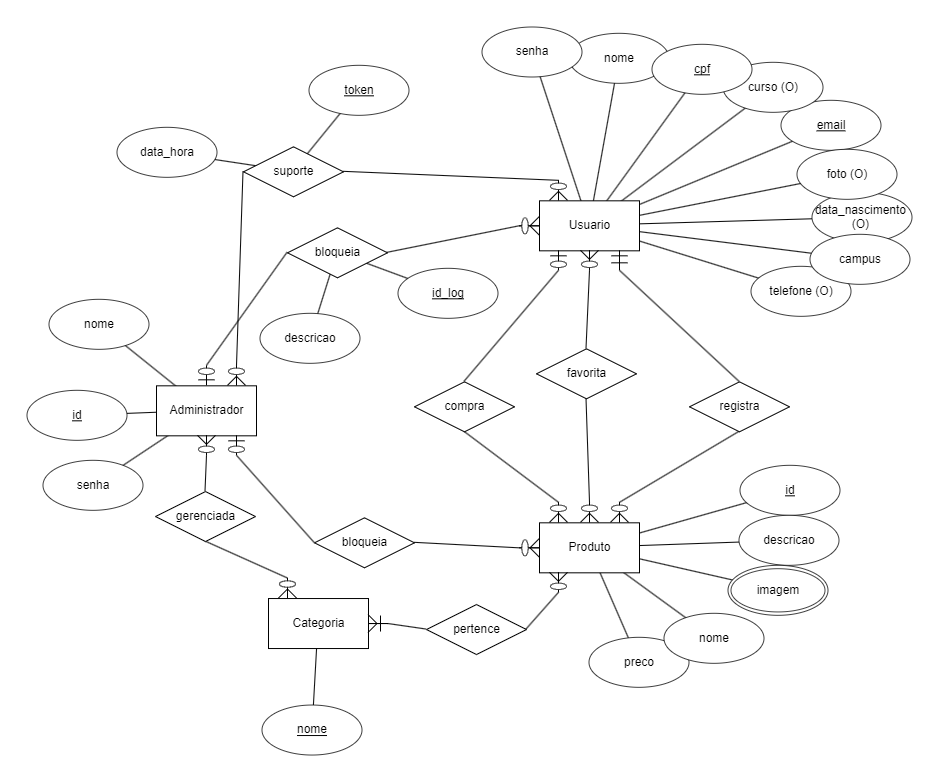 senha
nome
cpf
curso (O)
token
email
data_hora
suporte
foto (O)
data_nascimento
(O)
Usuario
bloqueia
campus
id_log
telefone (O)
nome
descricao
favorita
Administrador
compra
registra
id
senha
id
gerenciada
bloqueia
Produto
descricao
imagem
Categoria
pertence
nome
preco
nome